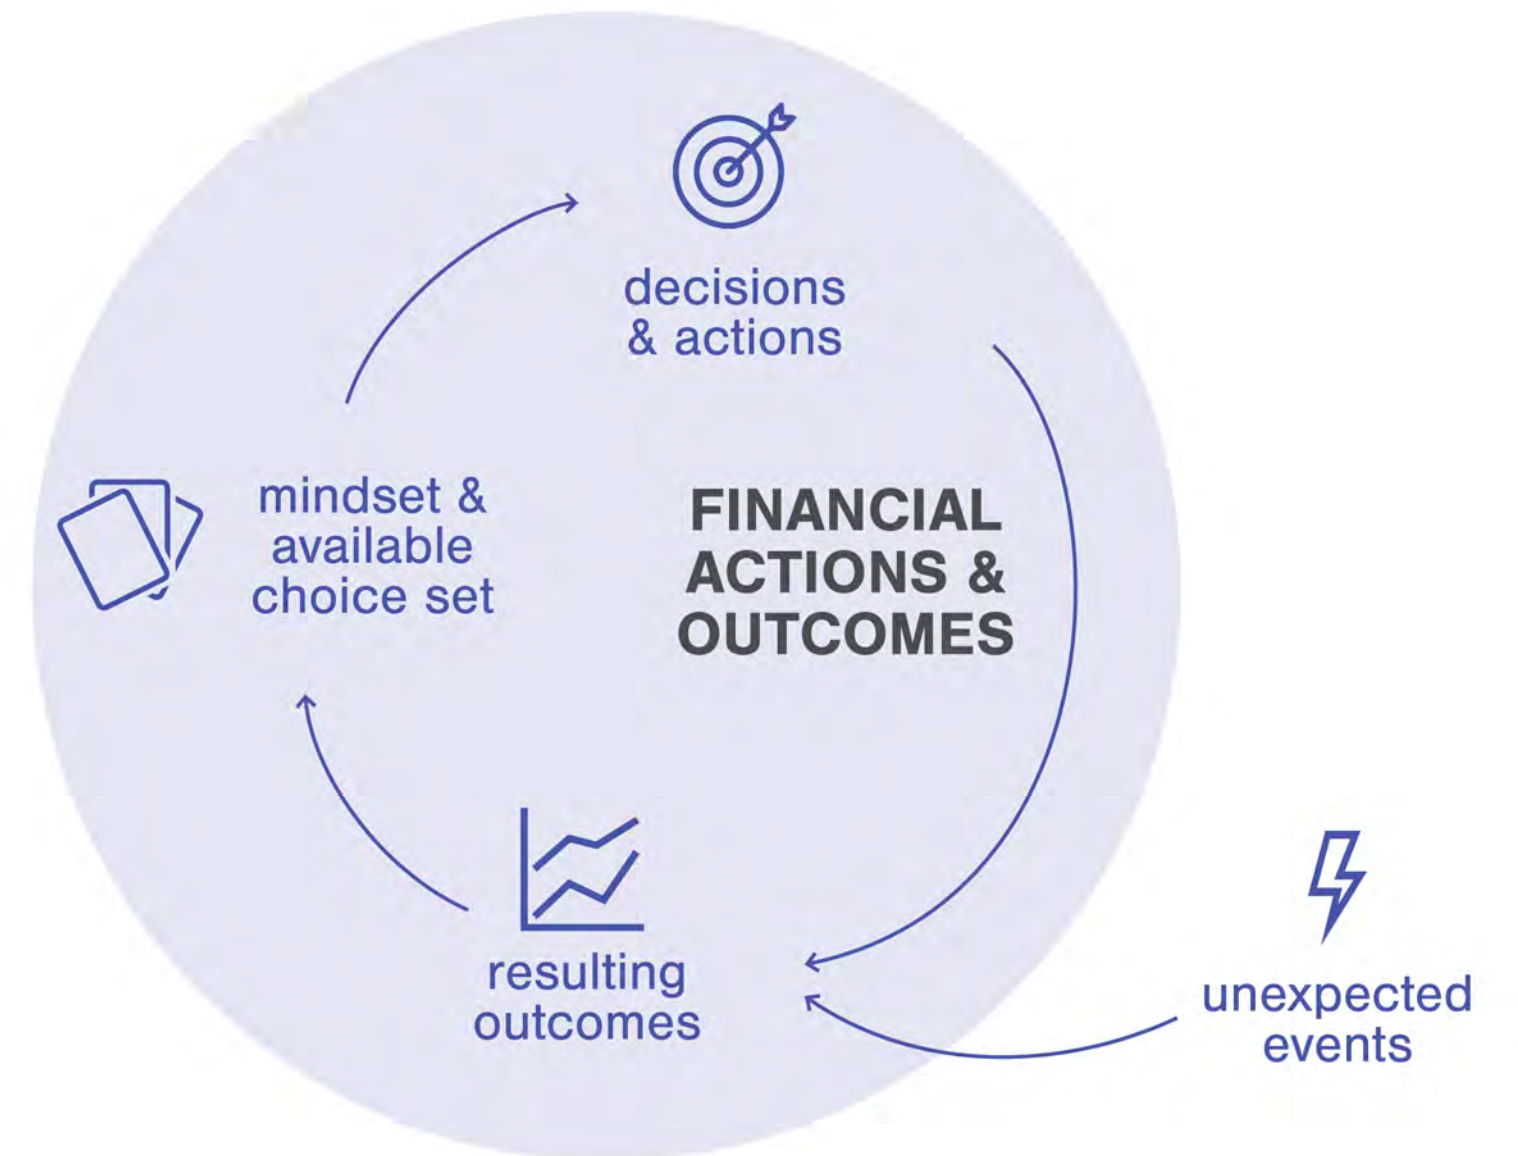 decisions
& actions
mindset &
available
choice set
FINANCIAL
ACTIONS &
OUTCOMES
resulting
outcomes
unexpected
events